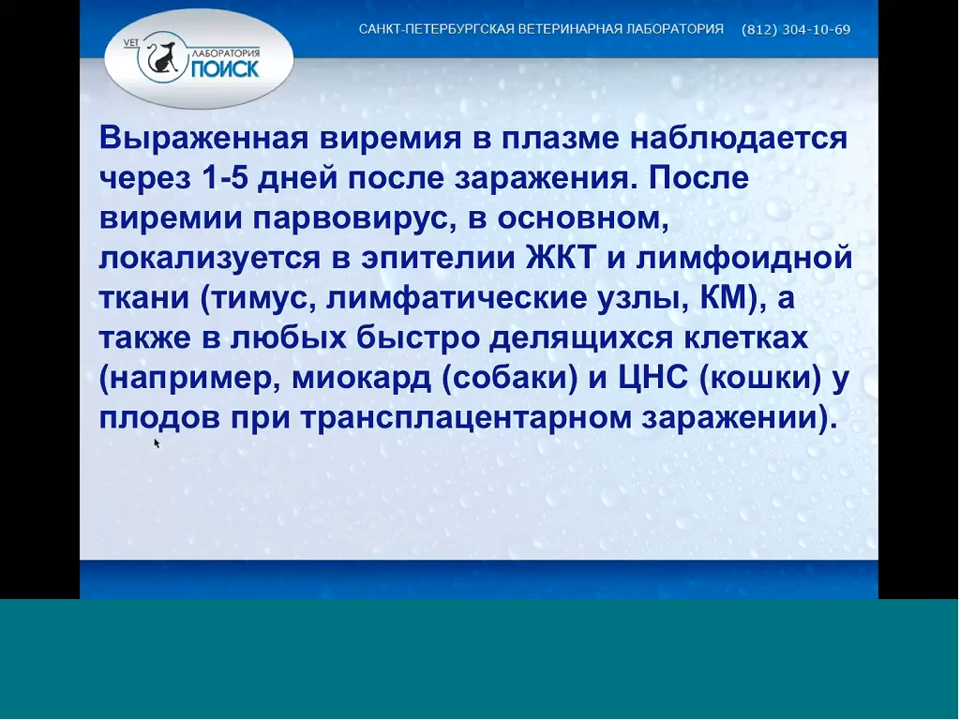 САНКТ-ПЕТЕРБУРГСКАЯ ВЕТЕРИНАРНАЯ ЛАБОРАТОРИЯ (812) 304-10-69
VET ЛАБОРАТОРИЯ
ПОИСК
Выраженная виремия в плазме наблюдается
через 1-5 дней после заражения. После
виремии парвовирус, в основном,
локализуется в эпителии ЖКТ и лимфоидной
ткани (тимус, лимфатические узлы, КМ), а
также в любых быстро делящихся клетках
(например, миокард (собаки) и ЦНС (кошки) у
плодов при трансплацентарном заражении).